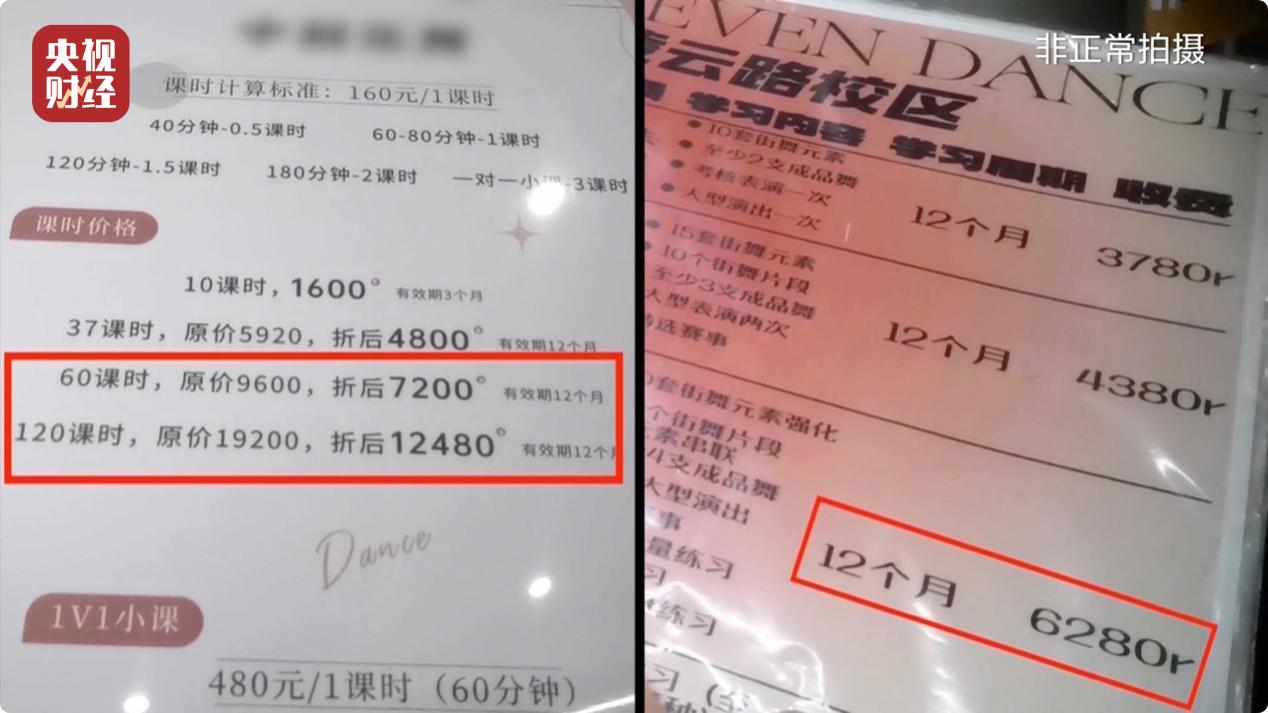 央视
财经
课时计算标准：160元/1课时
40分钟-0.5课时 60-80分钟-1课时
120分钟-1.5课时 180分钟-2课时 一对一小课-3课时
课时价格
10课时，1600° 有效期3个月
37课时，原价5920，折后4800° 有效期12个月
60课时，原价9600，折后7200° 有效期12个月
120课时，原价19200，折后12480° 有效期12个月
Dance
1V1小课
480元/1课时（60分钟）
非正常拍摄
EVEN DANCE
凌云路校区
学习内容 学习周期 收费
10套街舞元素
至少2支成品舞
考核表演一次
大型演出一次
12个月 3780r
15套街舞元素
10个街舞片段
至少3支成品舞
大型表演两次
赛事
12个月 4380r
套街舞元素强化
个街舞片段
元素串联
4支成品舞
大型演出
事
量练习
习
练习
12个月 6280r
习